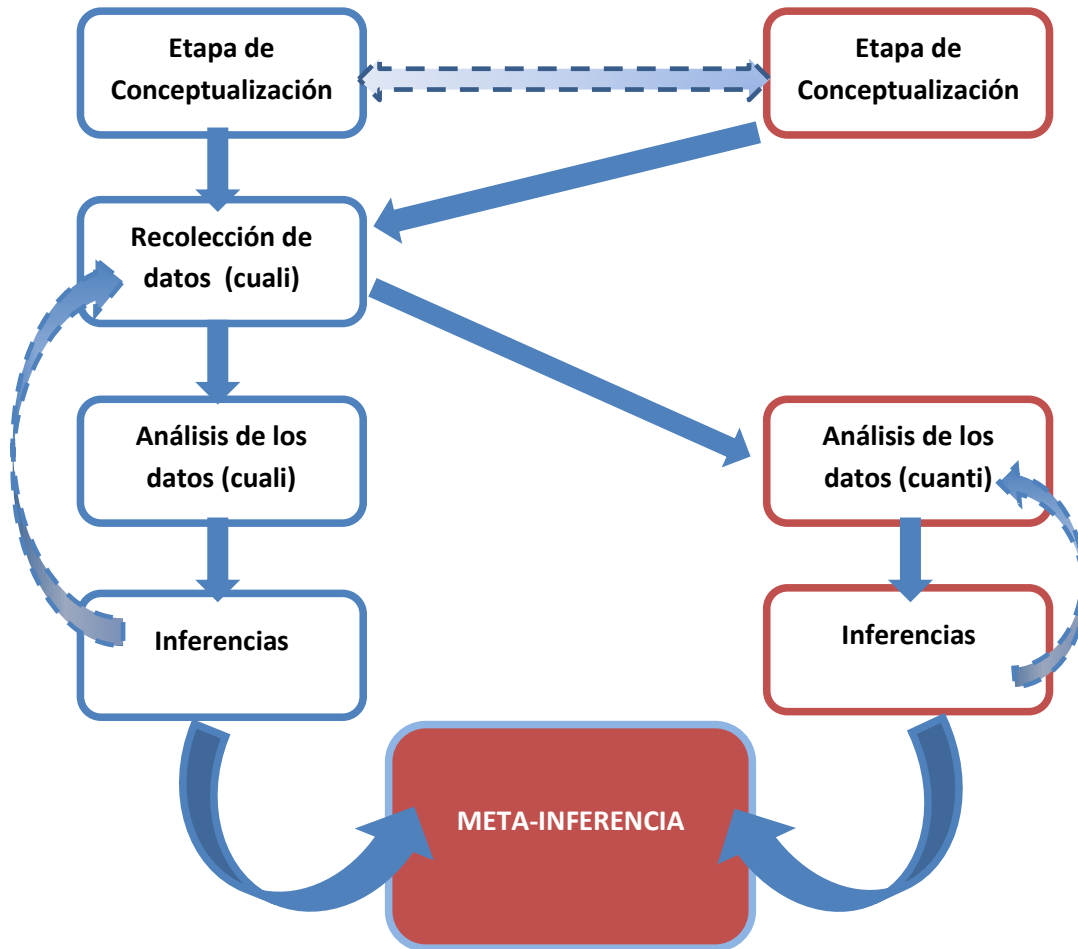 Etapa de
Conceptualización
Etapa de
Conceptualización
Recolección de
datos (cuali)
Análisis de los
datos (cuali)
Análisis de los
datos (cuanti)
Inferencias
Inferencias
META-INFERENCIA